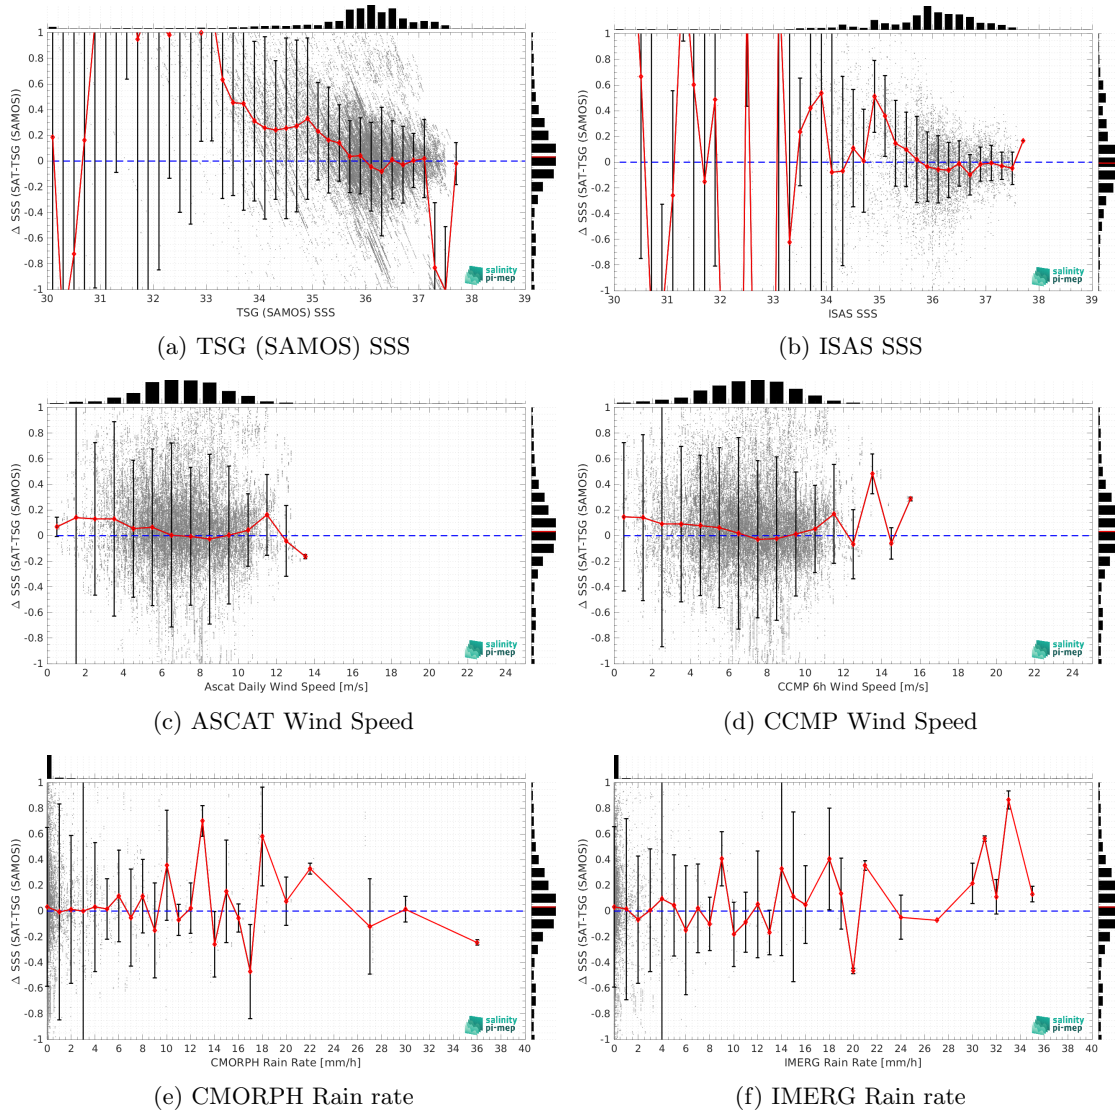 1
0.8
0.6
0.4
0.2
0
-0.2
-0.4
-0.6
-0.8
-1
Δ SSS (SAT-TSG (SAMOS))
30 31 32 33 34 35 36 37 38 39
TSG (SAMOS) SSS
salinity
pi-mep
(a) TSG (SAMOS) SSS
1
0.8
0.6
0.4
0.2
0
-0.2
-0.4
-0.6
-0.8
-1
Δ SSS (SAT-TSG (SAMOS))
30 31 32 33 34 35 36 37 38 39
ISAS SSS
salinity
pi-mep
(b) ISAS SSS
1
0.8
0.6
0.4
0.2
0
-0.2
-0.4
-0.6
-0.8
-1
Δ SSS (SAT-TSG (SAMOS))
0 2 4 6 8 10 12 14 16 18 20 22 24
Ascat Daily Wind Speed [m/s]
salinity
pi-mep
(c) ASCAT Wind Speed
1
0.8
0.6
0.4
0.2
0
-0.2
-0.4
-0.6
-0.8
-1
Δ SSS (SAT-TSG (SAMOS))
0 2 4 6 8 10 12 14 16 18 20 22 24
CCMP 6h Wind Speed [m/s]
salinity
pi-mep
(d) CCMP Wind Speed
1
0.8
0.6
0.4
0.2
0
-0.2
-0.4
-0.6
-0.8
-1
Δ SSS (SAT-TSG (SAMOS))
0 2 4 6 8 10 12 14 16 18 20 22 24 26 28 30 32 34 36 38 40
CMORPH Rain Rate [mm/h]
salinity
pi-mep
(e) CMORPH Rain rate
1
0.8
0.6
0.4
0.2
0
-0.2
-0.4
-0.6
-0.8
-1
Δ SSS (SAT-TSG (SAMOS))
0 2 4 6 8 10 12 14 16 18 20 22 24 26 28 30 32 34 36 38 40
IMERG Rain Rate [mm/h]
salinity
pi-mep
(f) IMERG Rain rate